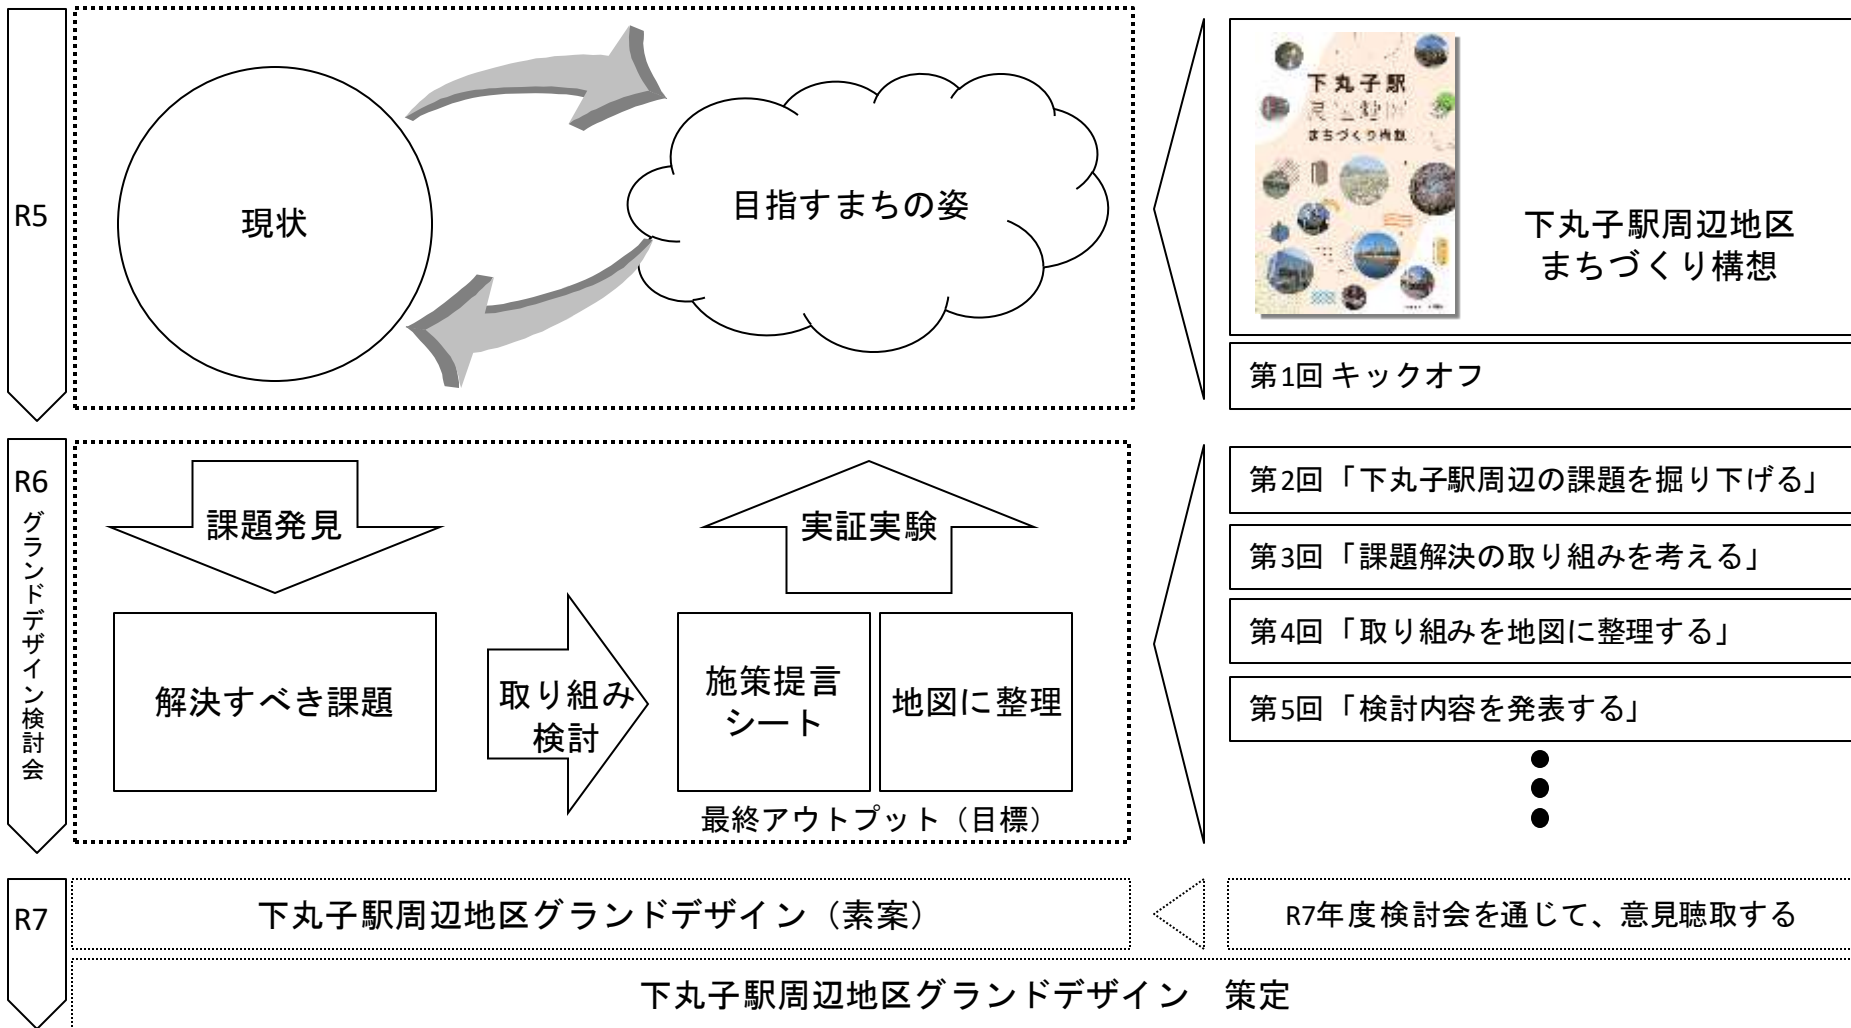 R5
現状
目指すまちの姿
下丸子駅
まちづくり構想
下丸子駅周辺地区
まちづくり構想
第1回 キックオフ
R6
グランドデザイン検討会
課題発見
実証実験
解決すべき課題
取り組み
検討
施策提言
シート
地図に整理
最終アウトプット（目標）
第2回「下丸子駅周辺の課題を掘り下げる」
第3回「課題解決の取り組みを考える」
第4回「取り組みを地図に整理する」
第5回「検討内容を発表する」
R7
下丸子駅周辺地区グランドデザイン（素案）
R7年度検討会を通じて、意見聴取する
下丸子駅周辺地区グランドデザイン　策定